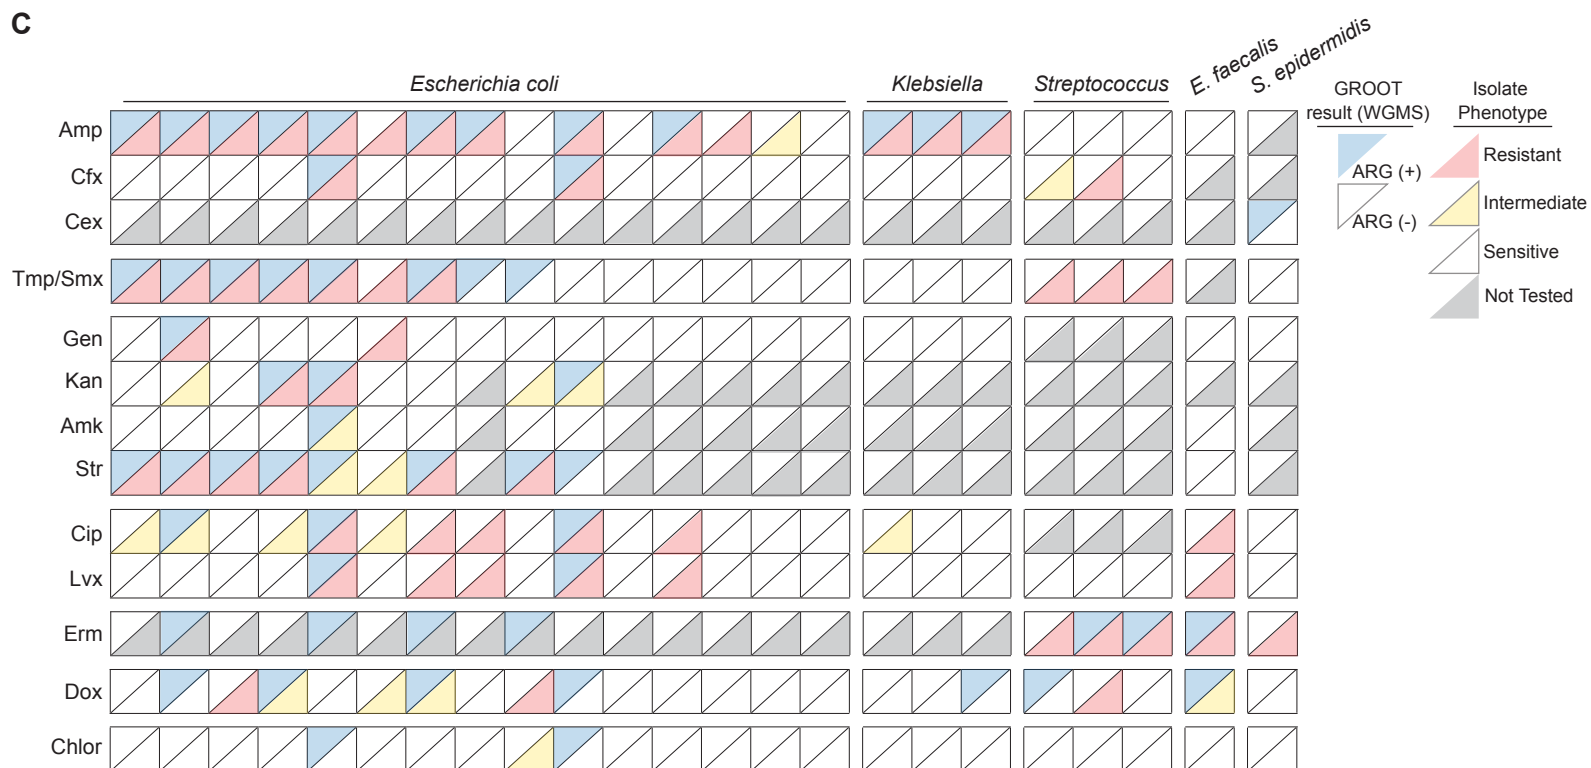 C
Escherichia coli
Klebsiella
Streptococcus
E. faecalis
S. epidermidis
GROOT
result (WGMS)
Isolate
Phenotype
ARG (+)
ARG (-)
Resistant
Intermediate
Sensitive
Not Tested
Amp
Cfx
Cex
Tmp/Smx
Gen
Kan
Amk
Str
Cip
Lvx
Erm
Dox
Chlor